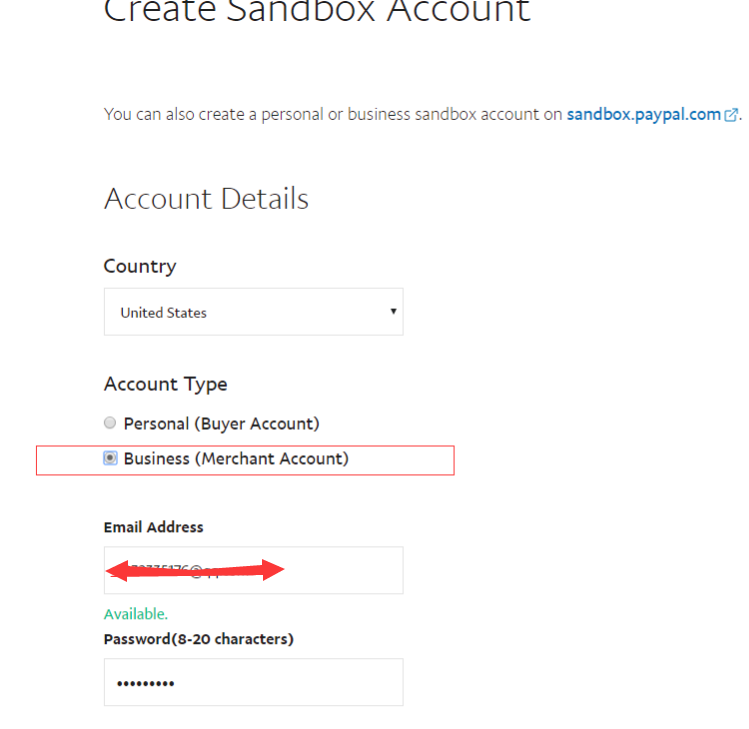 Create Sandbox Account
You can also create a personal or business sandbox account on sandbox.paypal.com.
Account Details
Country
United States
Account Type
Personal (Buyer Account)
Business (Merchant Account)
Email Address
Available.
Password(8-20 characters)
•••••••••